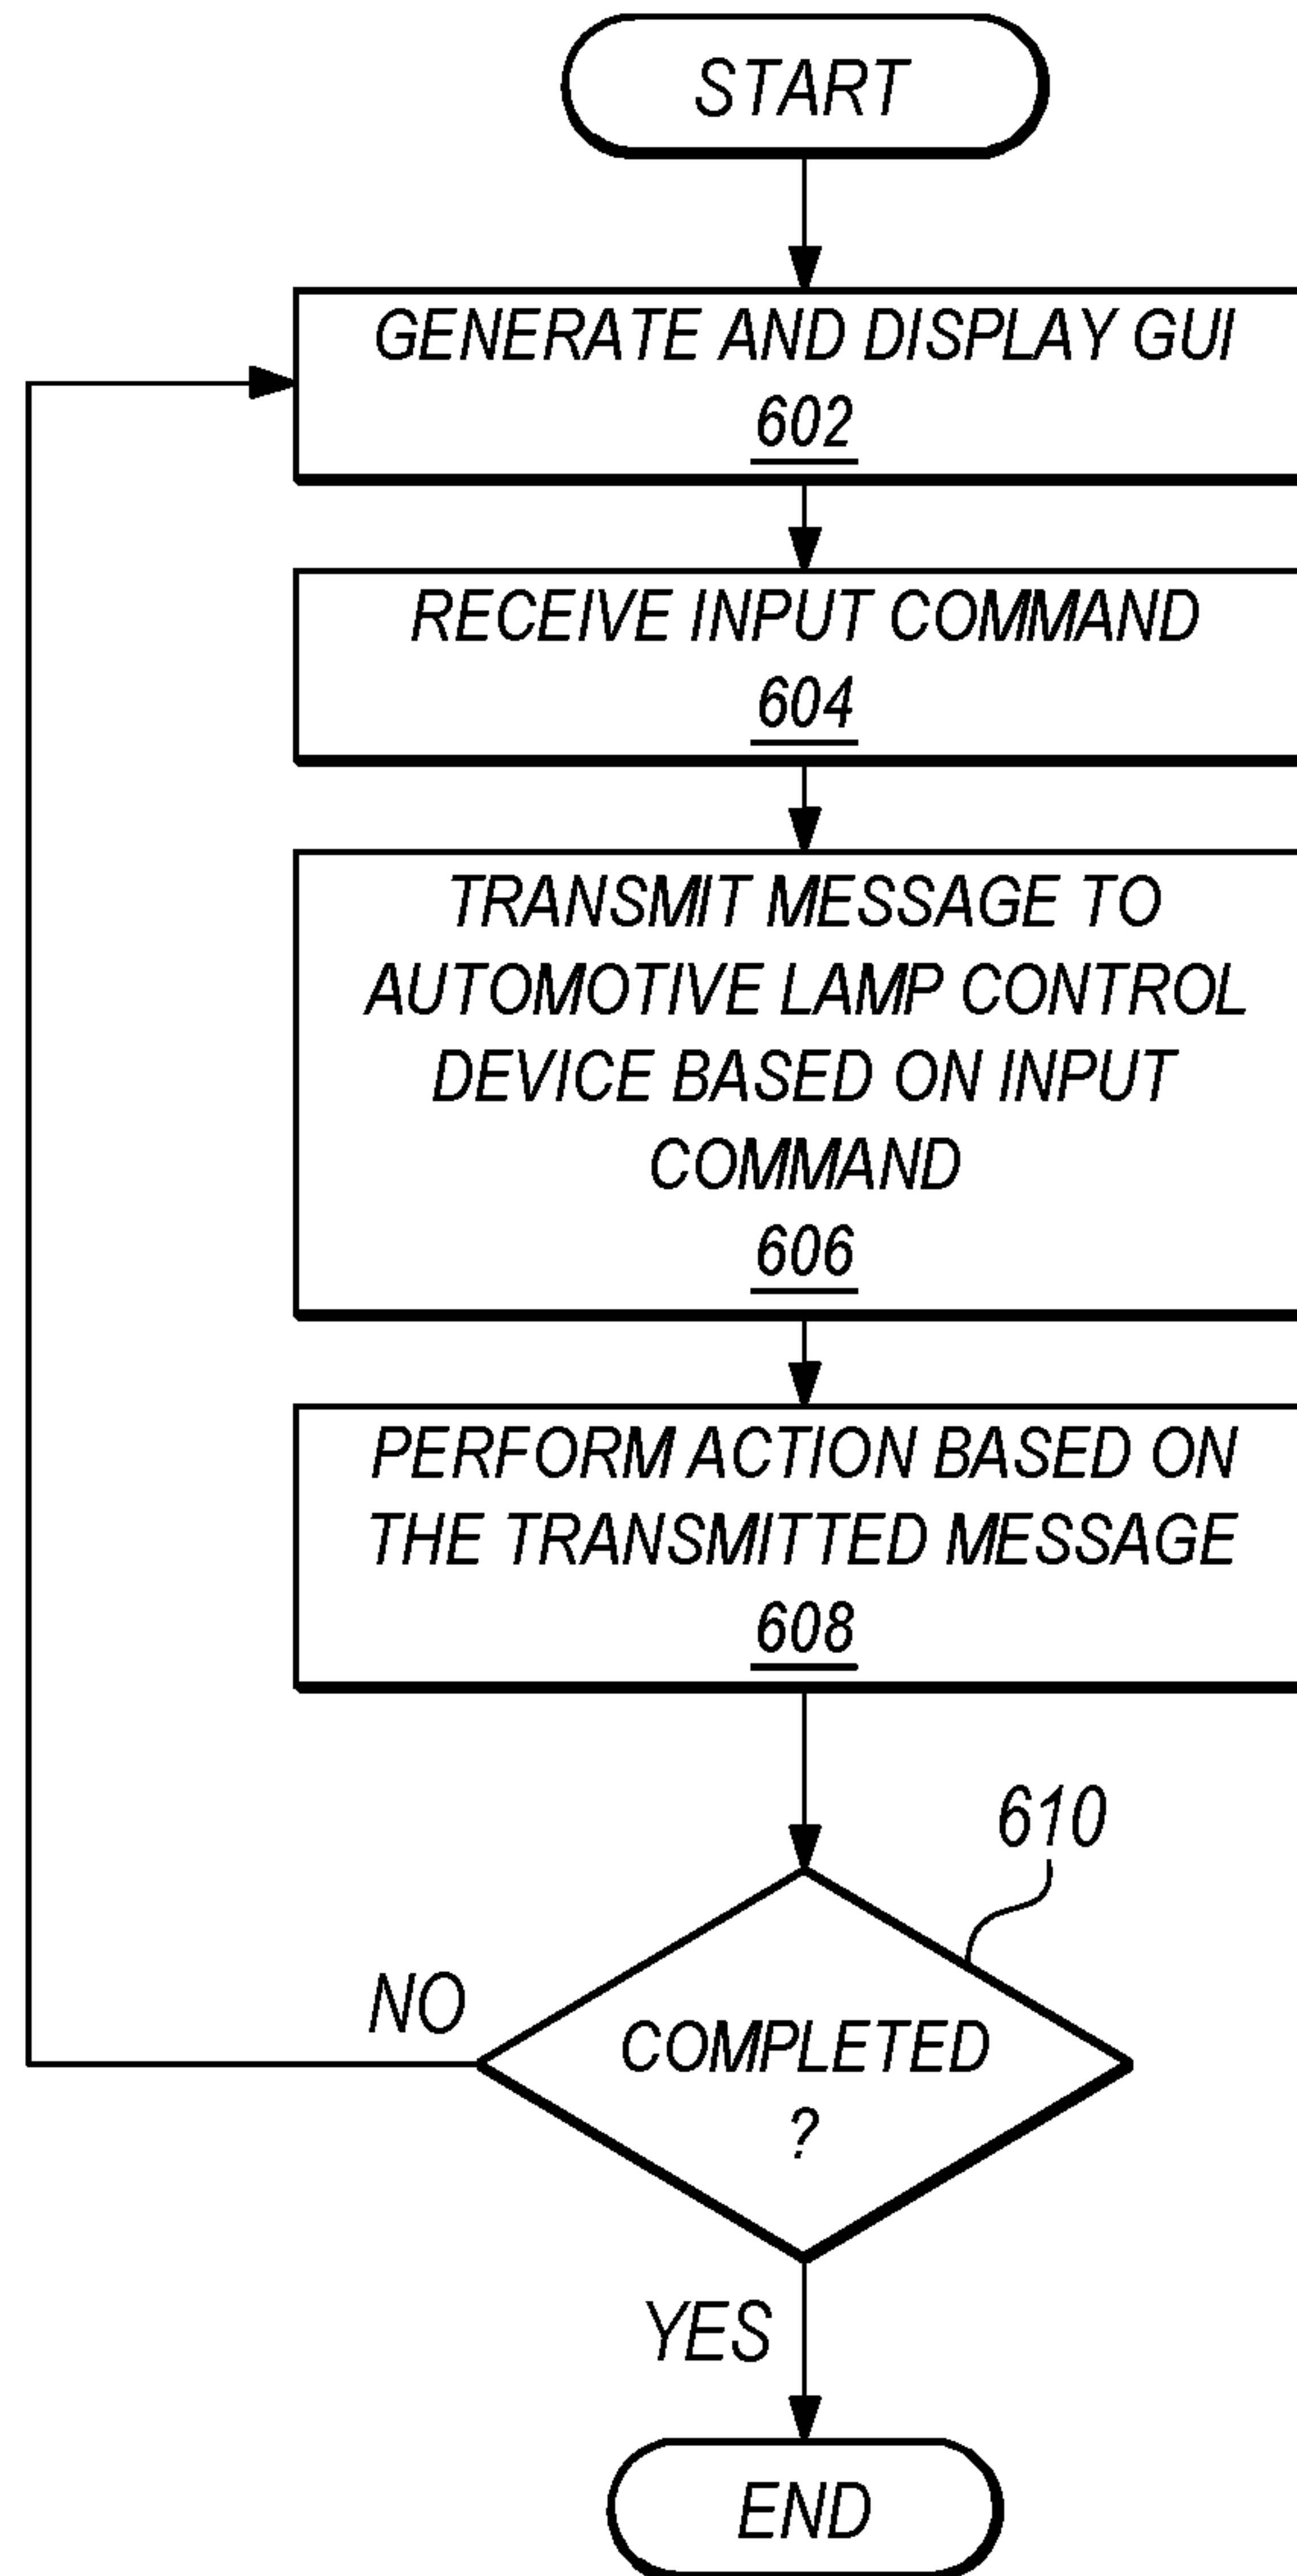 START
GENERATE AND DISPLAY GUI
602
RECEIVE INPUT COMMAND
604
TRANSMIT MESSAGE TO
AUTOMOTIVE LAMP CONTROL
DEVICE BASED ON INPUT
COMMAND
606
PERFORM ACTION BASED ON
THE TRANSMITTED MESSAGE
608
610
NO
COMPLETED
?
YES
END